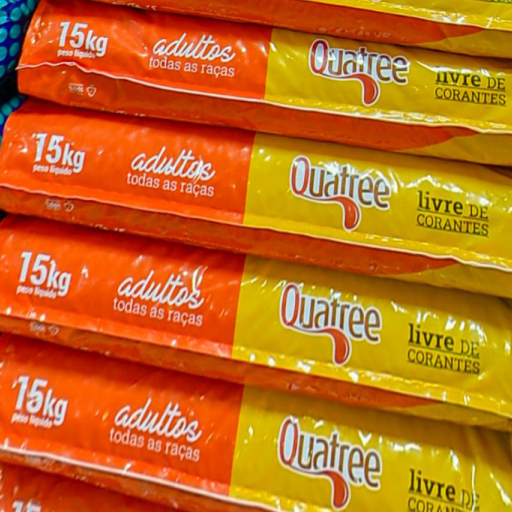 15kg
peso líquido
adultos
todas as raças
Quatree
livre DE
CORANTES
15kg
peso líquido
adultos
todas as raças
Quatree
livre DE
CORANTES
15kg
peso líquido
adultos
todas as raças
Quatree
livre DE
CORANTES
15kg
peso líquido
adultos
todas as raças
Quatree
livre DE